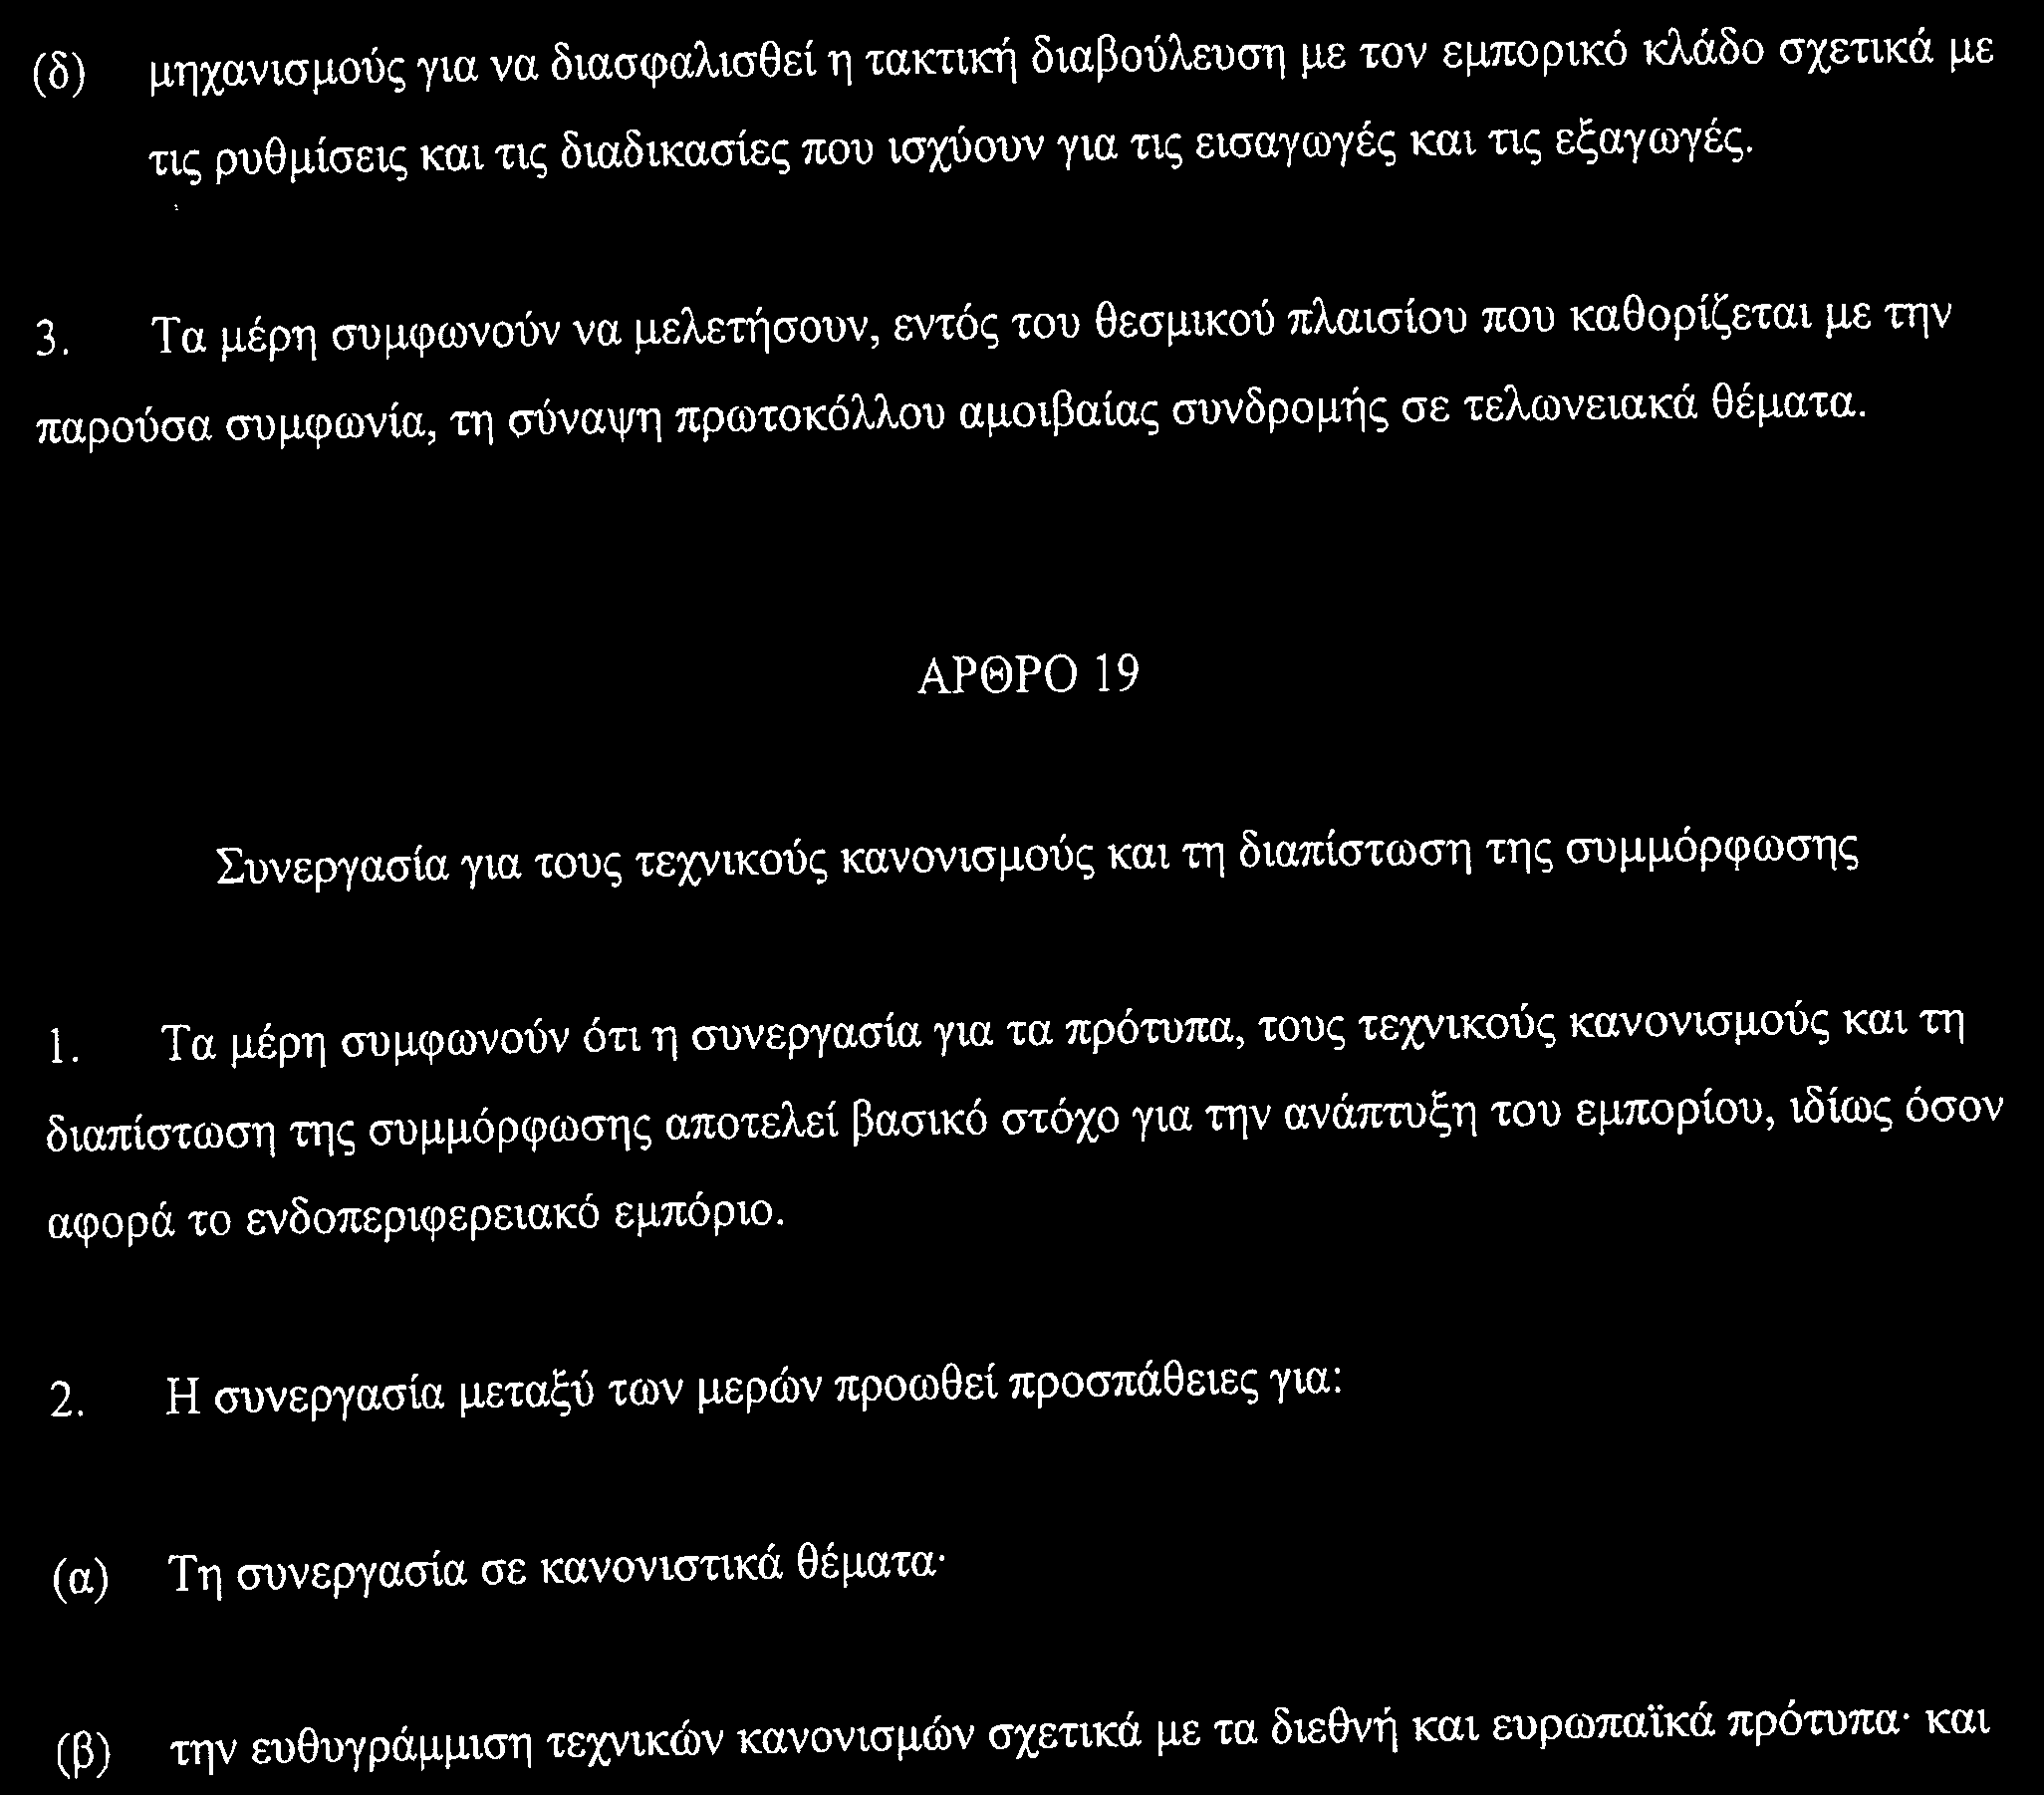 (δ) μηχανισμούς για να διασφαλισθεί η τακτική διαβούλευση με τον εμπορικό κλάδο σχετικά με
τις ρυθμίσεις και τις διαδικασίες που ισχύουν για τις εισαγωγές και τις εξαγωγές.
3. Τα μέρη συμφωνούν να μελετήσουν, εντός του θεσμικού πλαισίου που καθορίζεται με την
παρούσα συμφωνία, τη σύναψη πρωτοκόλλου αμοιβαίας συνδρομής σε τελωνειακά θέματα.
ΑΡΘΡΟ 19
Συνεργασία για τους τεχνικούς κανονισμούς και τη διαπίστωση της συμμόρφωσης
1. Τα μέρη συμφωνούν ότι η συνεργασία για τα πρότυπα, τους τεχνικούς κανονισμούς και τη
διαπίστωση της συμμόρφωσης αποτελεί βασικό στόχο για την ανάπτυξη του εμπορίου, ιδίως όσον
αφορά το ενδοπεριφερειακό εμπόριο.
2. Η συνεργασία μεταξύ των μερών προωθεί προσπάθειες για:
(α) Τη συνεργασία σε κανονιστικά θέματα·
(β) την ευθυγράμμιση τεχνικών κανονισμών σχετικά με τα διεθνή και ευρωπαϊκά πρότυπα· και